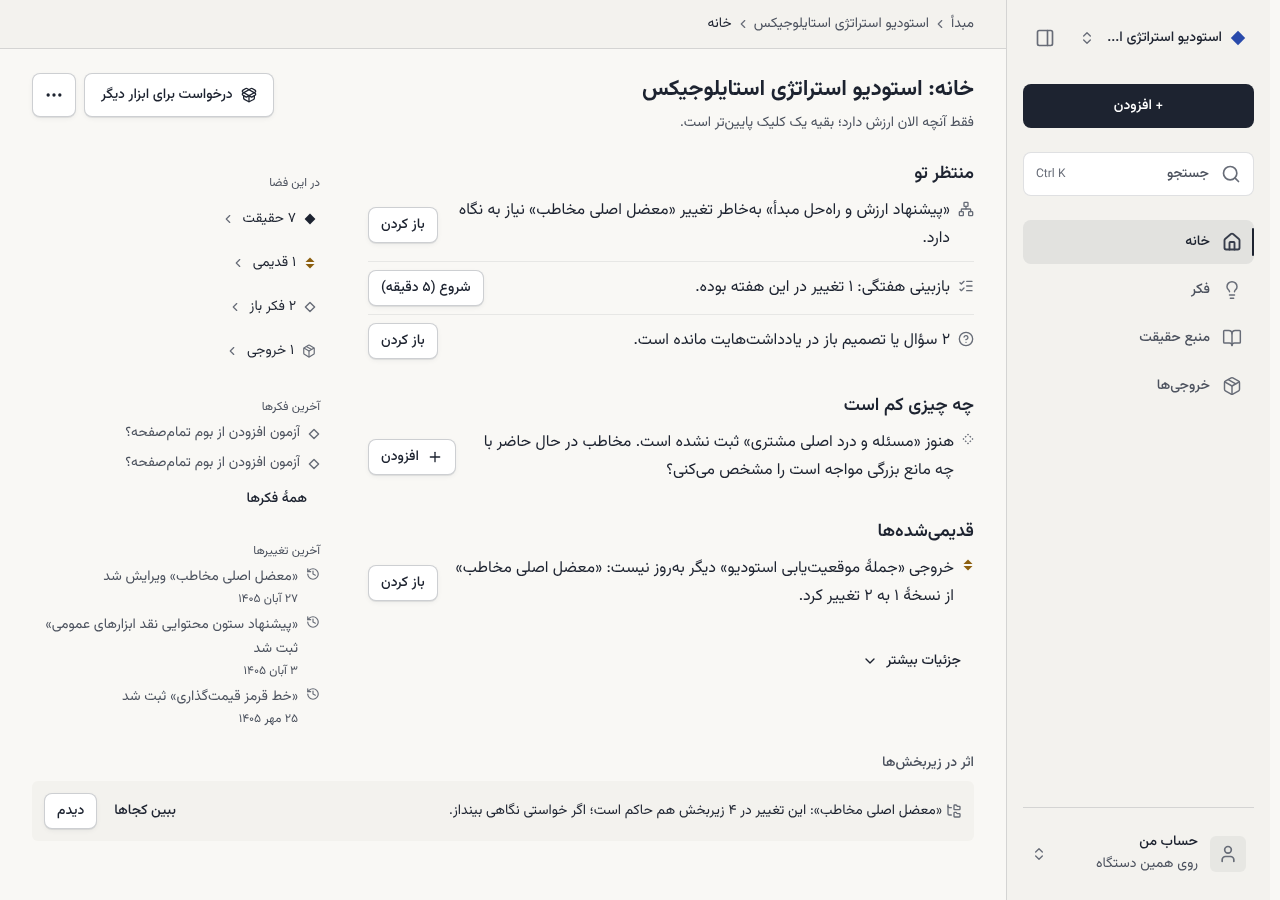 استودیو استراتژی ا...
+ افزودن
جستجو
Ctrl K
خانه
فکر
منبع حقیقت
خروجی‌ها
حساب من
روی همین دستگاه
مبدأ › استودیو استراتژی استایلوجیکس › خانه
خانه: استودیو استراتژی استایلوجیکس
فقط آنچه الان ارزش دارد؛ بقیه یک کلیک پایین‌تر است.
درخواست برای ابزار دیگر
منتظر تو
«پیشنهاد ارزش و راه‌حل مبدأ» به‌خاطر تغییر «معضل اصلی مخاطب» نیاز به نگاه
دارد.
باز کردن
بازبینی هفتگی: ۱ تغییر در این هفته بوده.
شروع (۵ دقیقه)
۲ سؤال یا تصمیم باز در یادداشت‌هایت مانده است.
باز کردن
چه چیزی کم است
هنوز «مسئله و درد اصلی مشتری» ثبت نشده است. مخاطب در حال حاضر با
چه مانع بزرگی مواجه است را مشخص می‌کنی؟
افزودن
قدیمی‌شده‌ها
خروجی «جملهٔ موقعیت‌یابی استودیو» دیگر به‌روز نیست: «معضل اصلی مخاطب»
از نسخهٔ ۱ به ۲ تغییر کرد.
باز کردن
جزئیات بیشتر
در این فضا
۷ حقیقت
۱ قدیمی
۲ فکر باز
۱ خروجی
آخرین فکرها
آزمون افزودن از بوم تمام‌صفحه؟
آزمون افزودن از بوم تمام‌صفحه؟
همهٔ فکرها
آخرین تغییرها
«معضل اصلی مخاطب» ویرایش شد
۲۷ آبان ۱۴۰۵
«پیشنهاد ستون محتوایی نقد ابزارهای عمومی»
ثبت شد
۳ آبان ۱۴۰۵
«خط قرمز قیمت‌گذاری» ثبت شد
۲۵ مهر ۱۴۰۵
اثر در زیربخش‌ها
«معضل اصلی مخاطب»: این تغییر در ۴ زیربخش هم حاکم است؛ اگر خواستی نگاهی بینداز.
ببین کجاها
دیدم